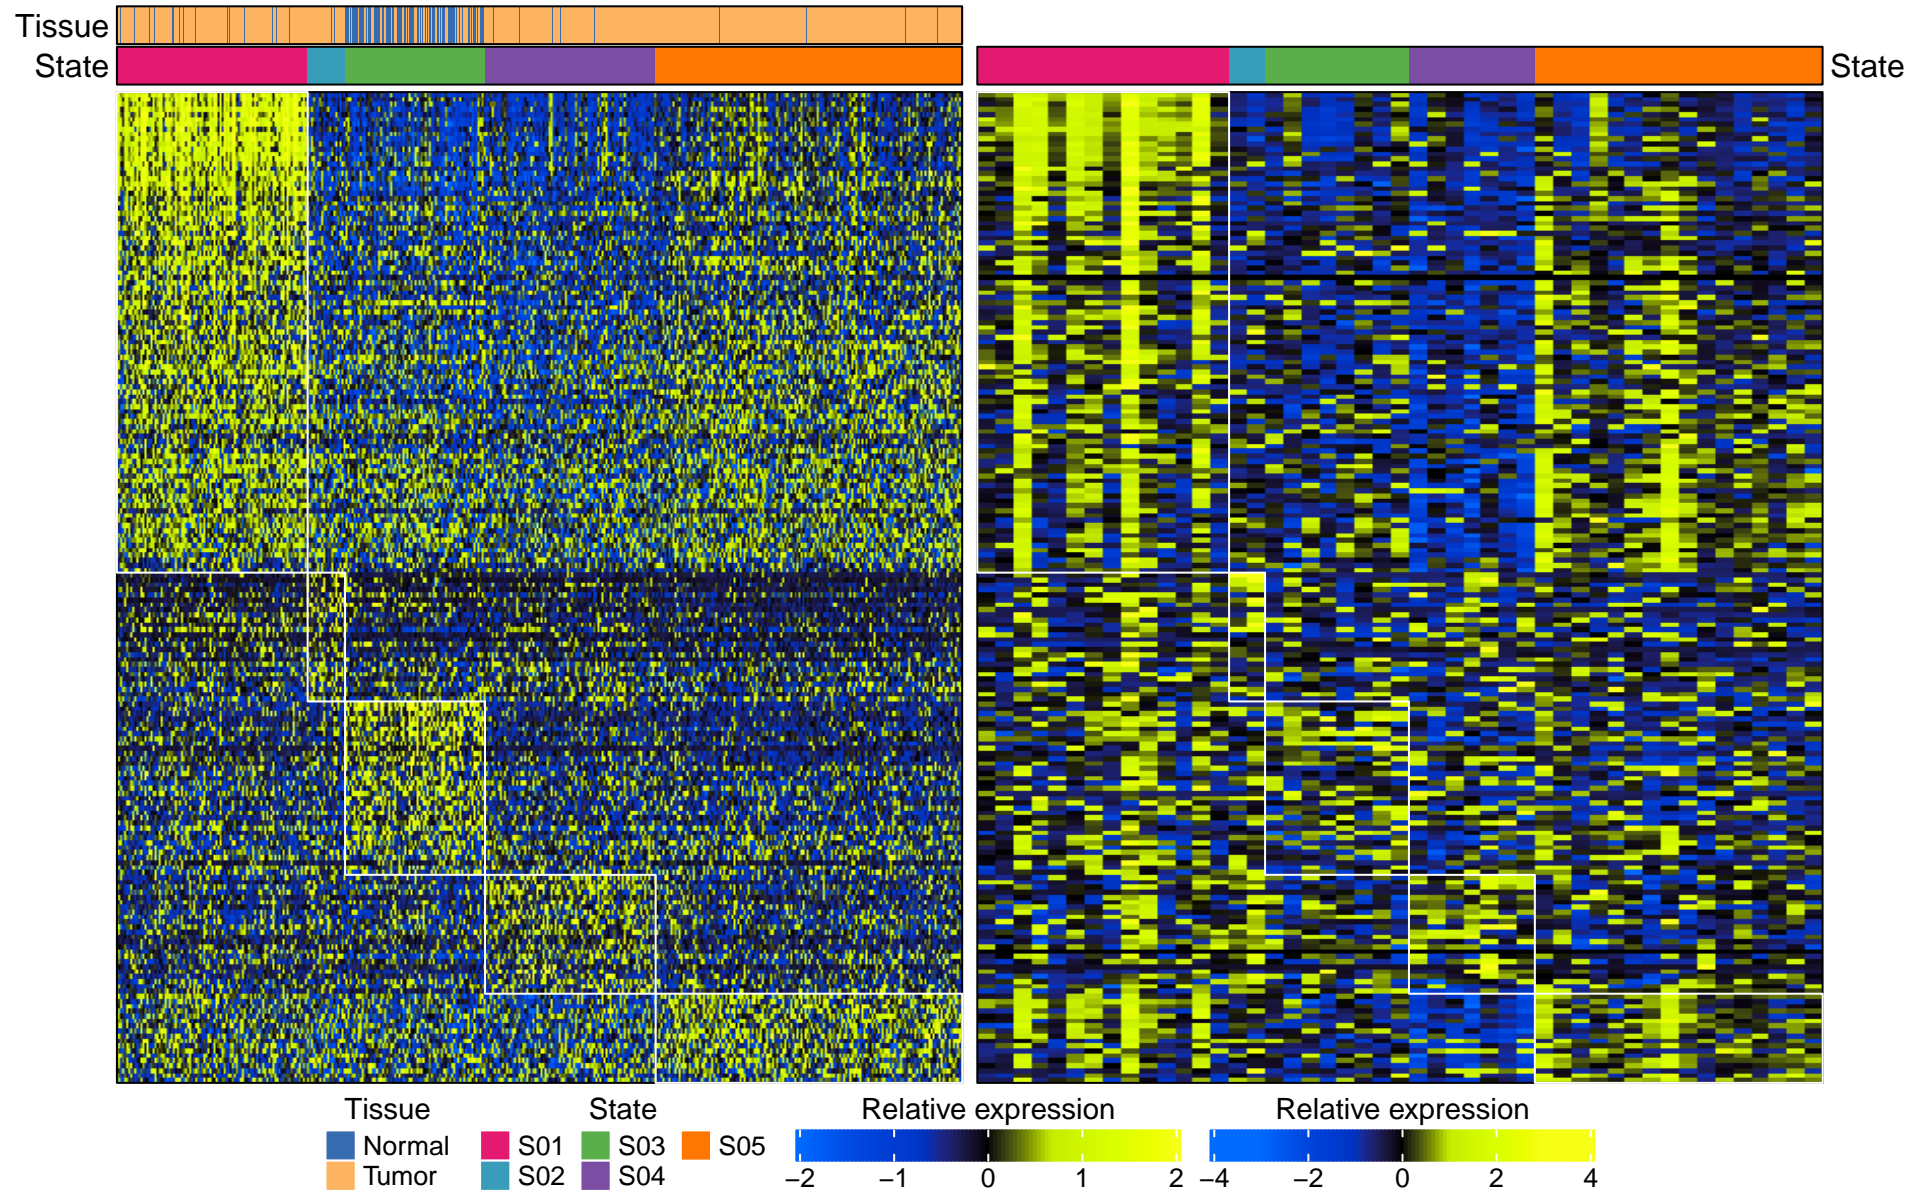 Tissue
State
State
Tissue
Normal
Tumor
State
S01 S03 S05
S02 S04
Relative expression
−2 −1 0 1 2
Relative expression
−4 −2 0 2 4